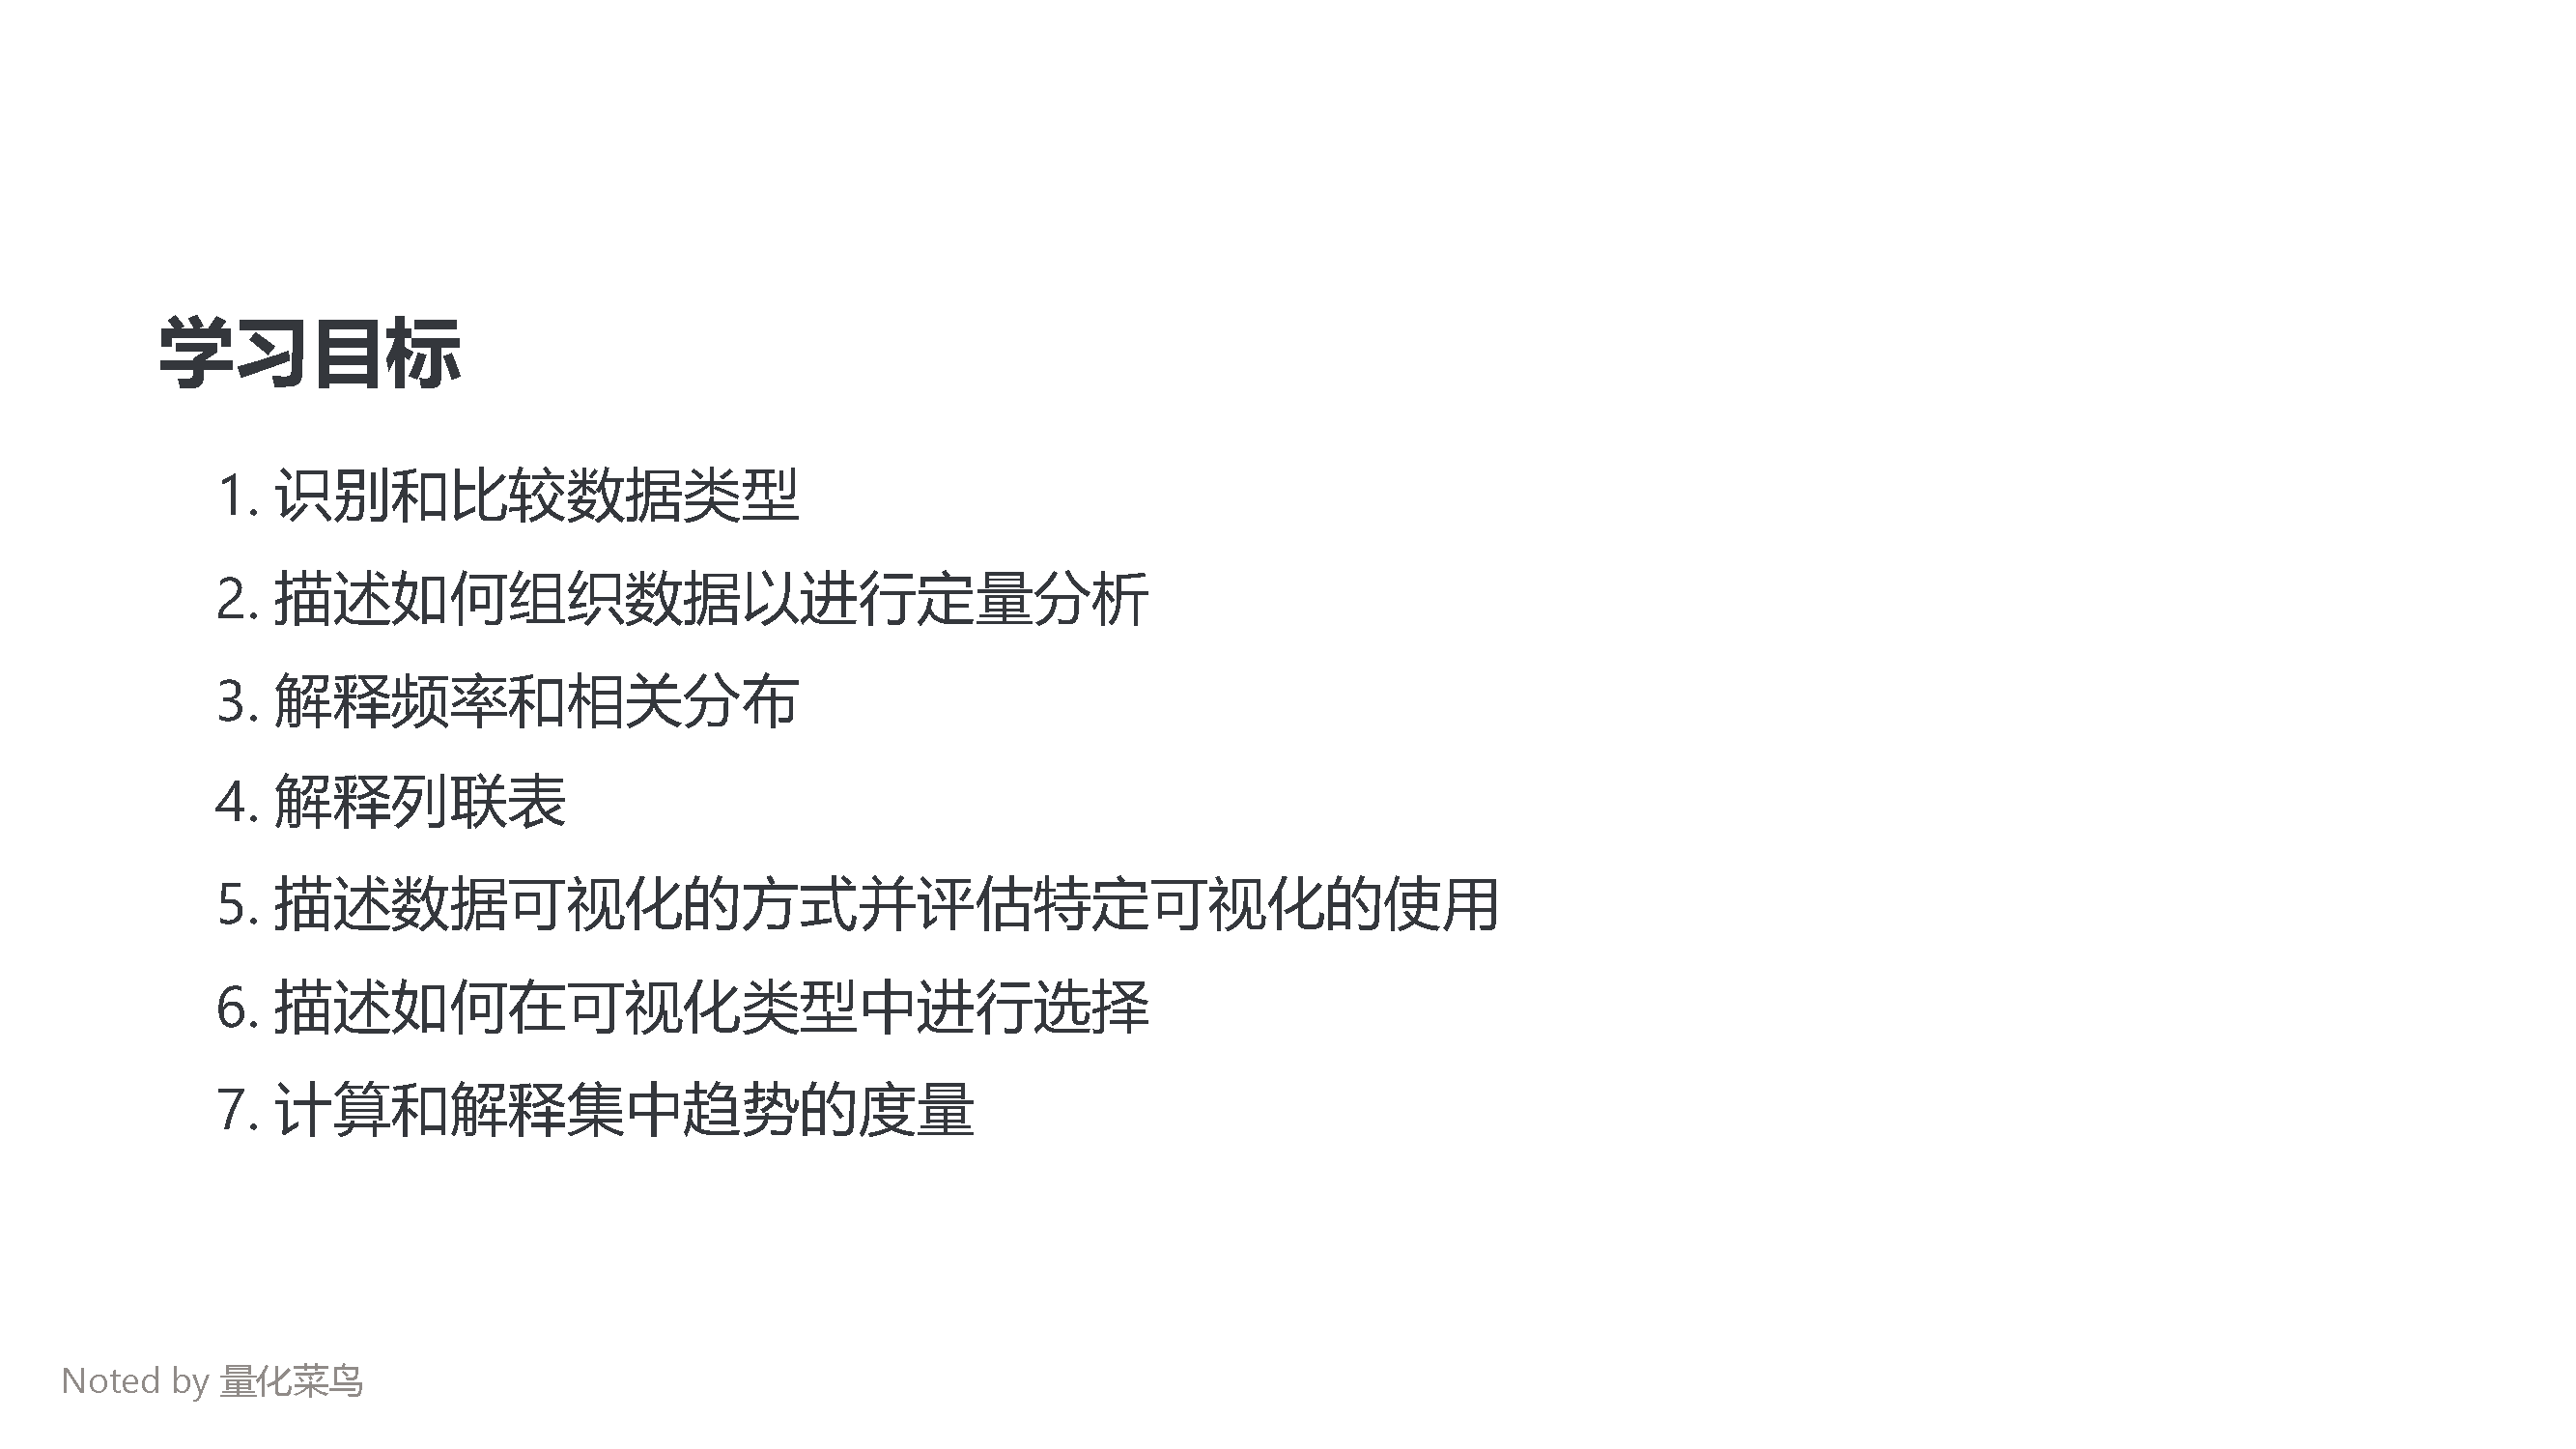 学习目标
1. 识别和比较数据类型
2. 描述如何组织数据以进行定量分析
3. 解释频率和相关分布
4. 解释列联表
5. 描述数据可视化的方式并评估特定可视化的使用
6. 描述如何在可视化类型中进行选择
7. 计算和解释集中趋势的度量
Noted by 量化菜鸟